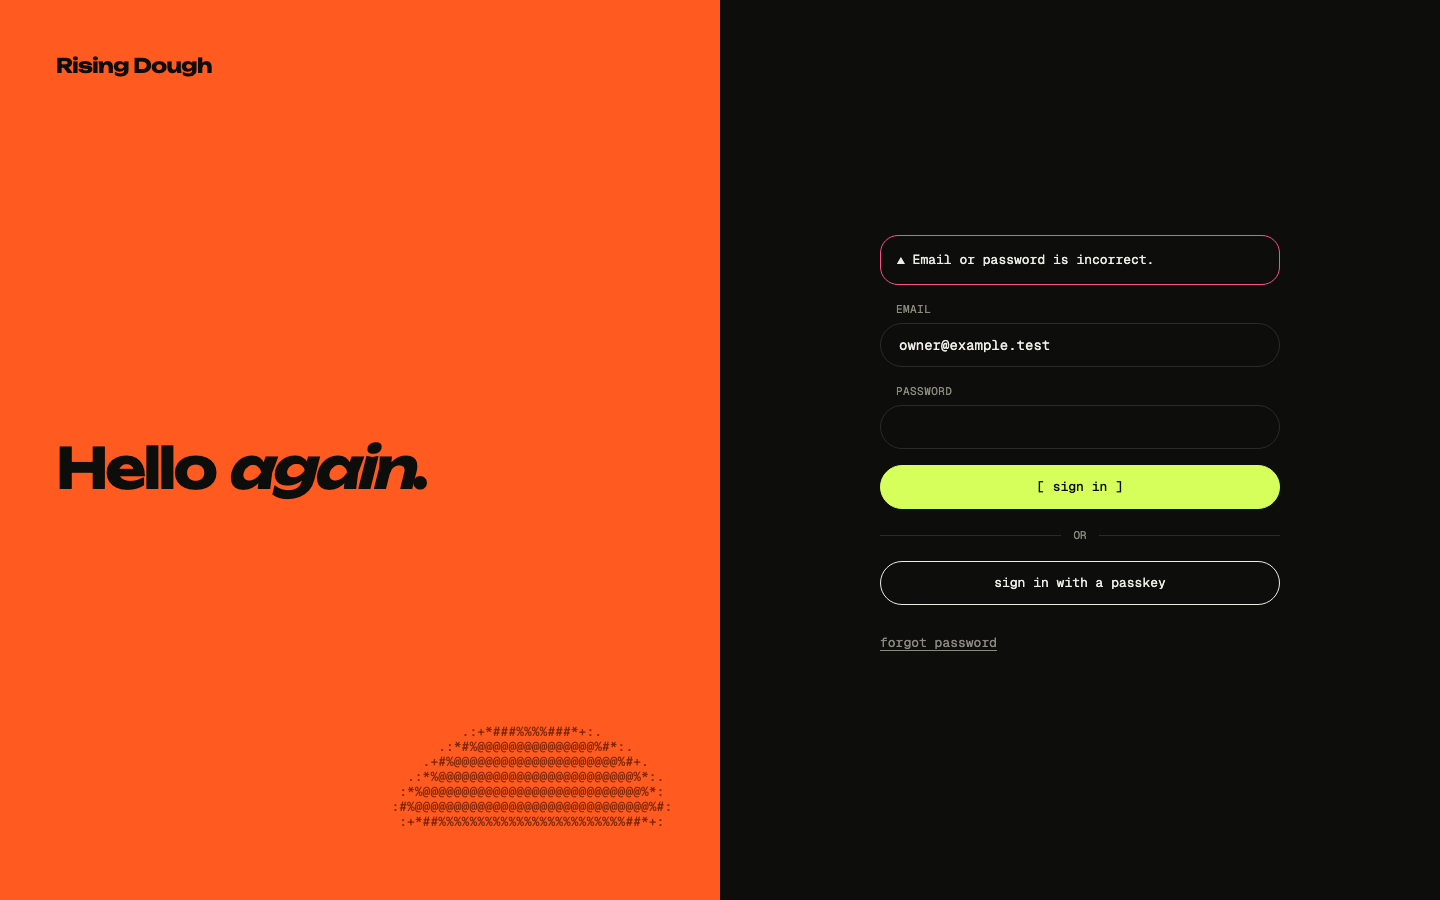 Rising Dough
Hello again.
▲ Email or password is incorrect.
EMAIL
owner@example.test
PASSWORD
[ sign in ]
OR
sign in with a passkey
forgot password